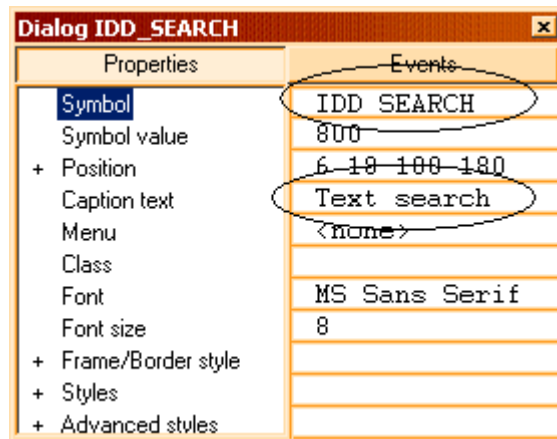 Dialog IDD_SEARCH x
Properties Events
Symbol IDD SEARCH
Symbol value 800
+ Position 6 10 100 180
Caption text Text search
Menu <none>
Class
Font MS Sans Serif
Font size 8
+ Frame/Border style
+ Styles
+ Advanced styles